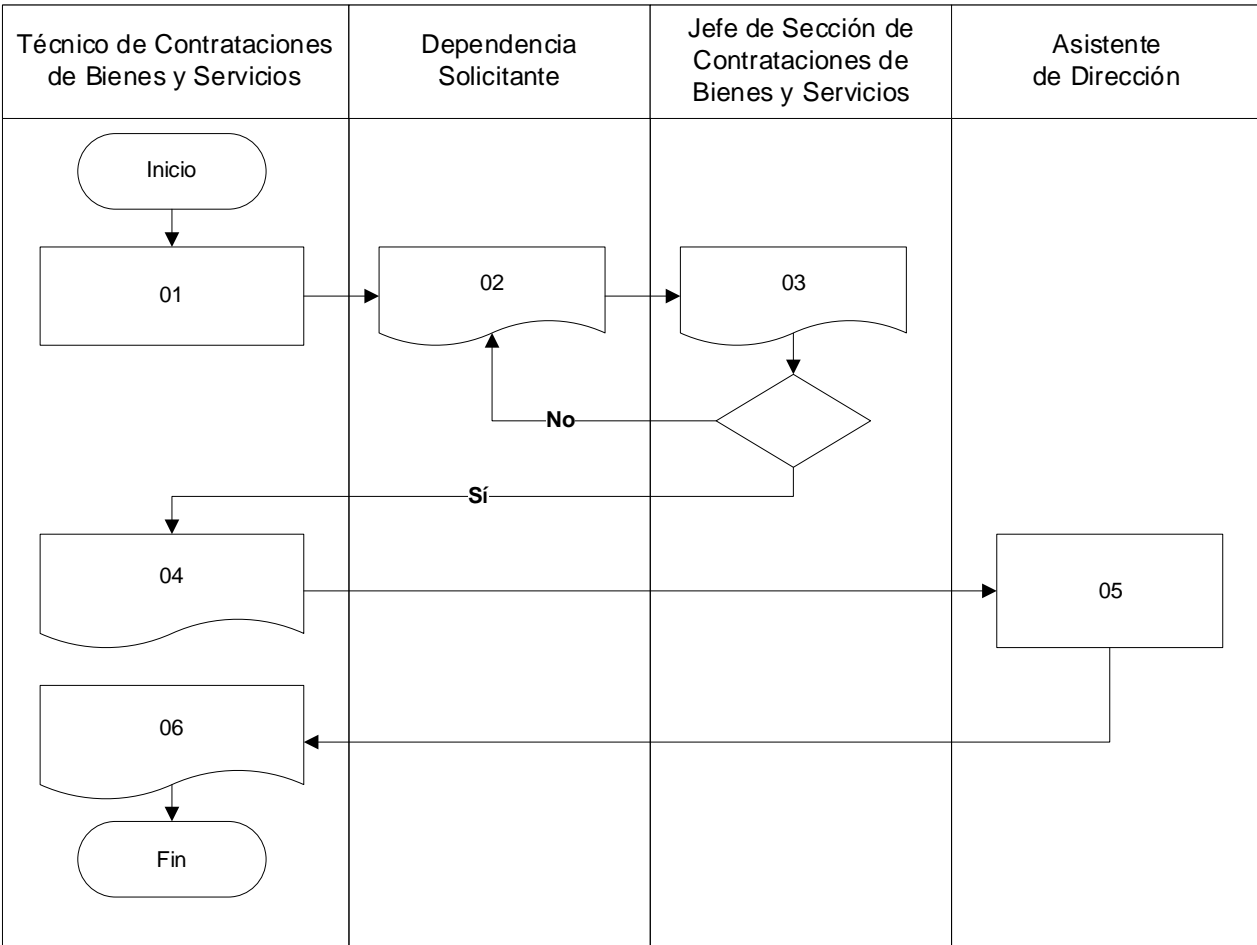 Técnico de Contrataciones
de Bienes y Servicios
Dependencia
Solicitante
Jefe de Sección de
Contrataciones de
Bienes y Servicios
Asistente
de Dirección
Inicio
01
02
03
No
Sí
04
05
06
Fin